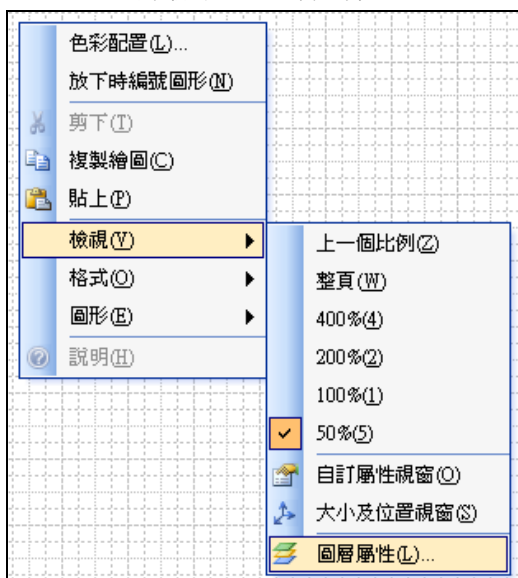 色彩配置(L)...
放下時編號圖形(N)
剪下(T)
複製繪圖(C)
貼上(P)
檢視(V)
格式(O)
圖形(E)
說明(H)
上一個比例(Z)
整頁(W)
400%(4)
200%(2)
100%(1)
50%(5)
自訂屬性視窗(O)
大小及位置視窗(S)
圖層屬性(L)...